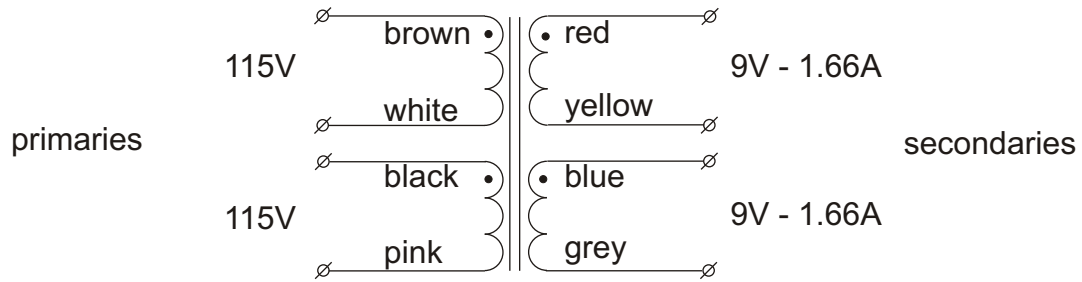 brown
red
115V
9V - 1.66A
white
yellow
primaries
secondaries
black
blue
115V
9V - 1.66A
pink
grey